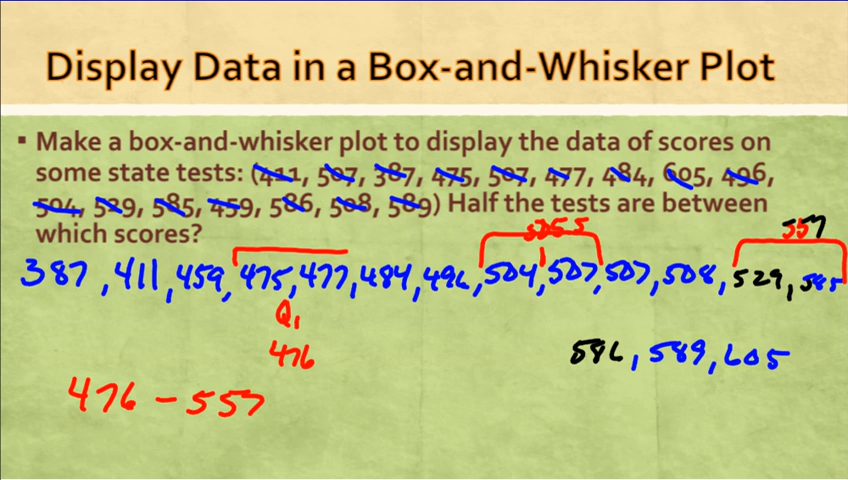 Display Data in a Box-and-Whisker Plot
▪ Make a box-and-whisker plot to display the data of scores on
some state tests: (411, 507, 387, 475, 507, 477, 484, 605, 496,
504, 529, 585, 459, 586, 508, 589) Half the tests are between
which scores?
505.5 557
387, 411, 459, 475, 477, 484, 496, 504, 507, 507, 508, 529, 585
Q1
476
586, 589, 605
476 - 557